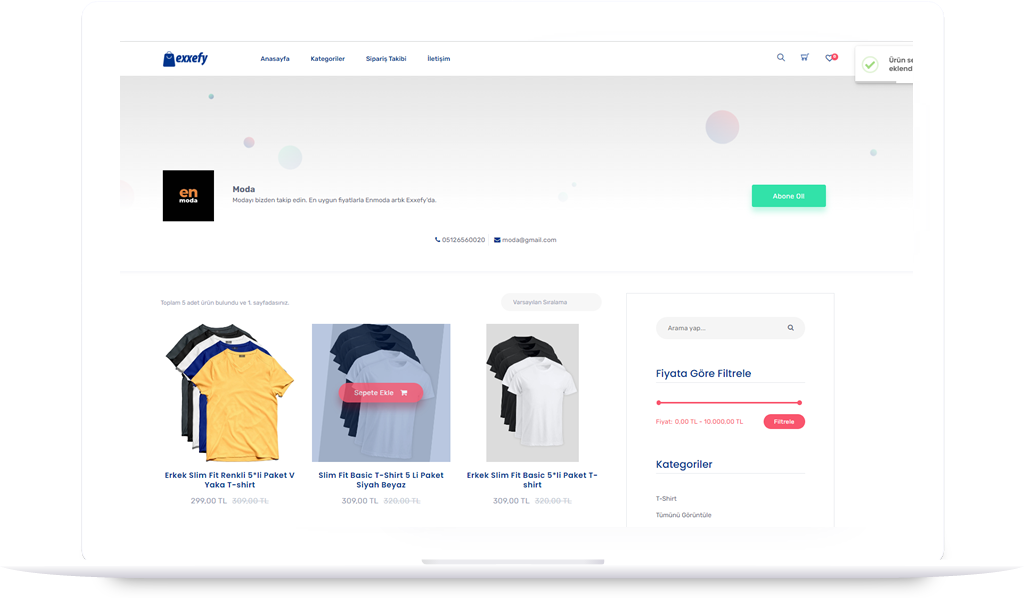 exxefy
Anasayfa
Kategoriler
Sipariş Takibi
İletişim
0
Ürün se
eklend
en
moda
Moda
Modayı bizden takip edin. En uygun fiyatlarla Enmoda artık Exxefy'da.
Abone Ol!
05126560020
moda@gmail.com
Toplam 5 adet ürün bulundu ve 1. sayfadasınız.
Varsayılan Sıralama
Sepete Ekle
Erkek Slim Fit Renkli 5*li Paket V
Yaka T-shirt
299,00 TL 309,00 TL
Slim Fit Basic T-Shirt 5 Li Paket
Siyah Beyaz
309,00 TL 320,00 TL
Erkek Slim Fit Basic 5*li Paket T-
shirt
309,00 TL 320,00 TL
Arama yap...
Fiyata Göre Filtrele
Fiyat: 0.00 TL - 10.000.00 TL
Filtrele
Kategoriler
T-Shirt
Tümünü Görüntüle